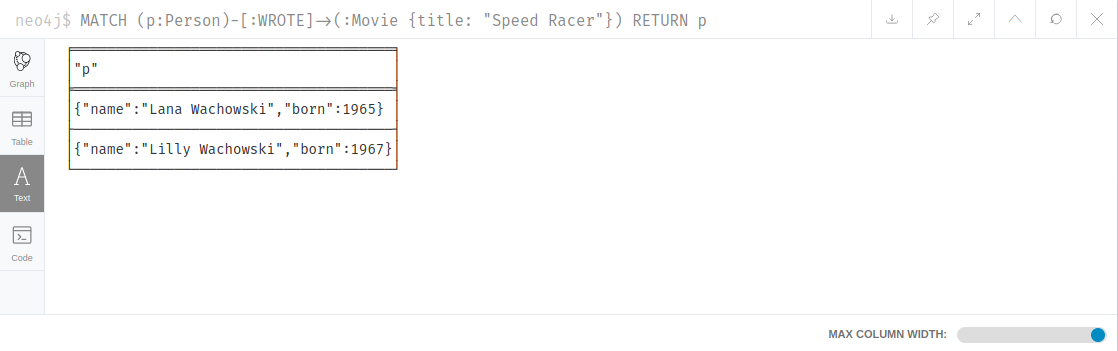 neo4j$ MATCH (p:Person)-[:WROTE]→(:Movie {title: "Speed Racer"}) RETURN p
Graph
Table
Text
Code
"p"
{"name":"Lana Wachowski","born":1965}
{"name":"Lilly Wachowski","born":1967}
MAX COLUMN WIDTH: